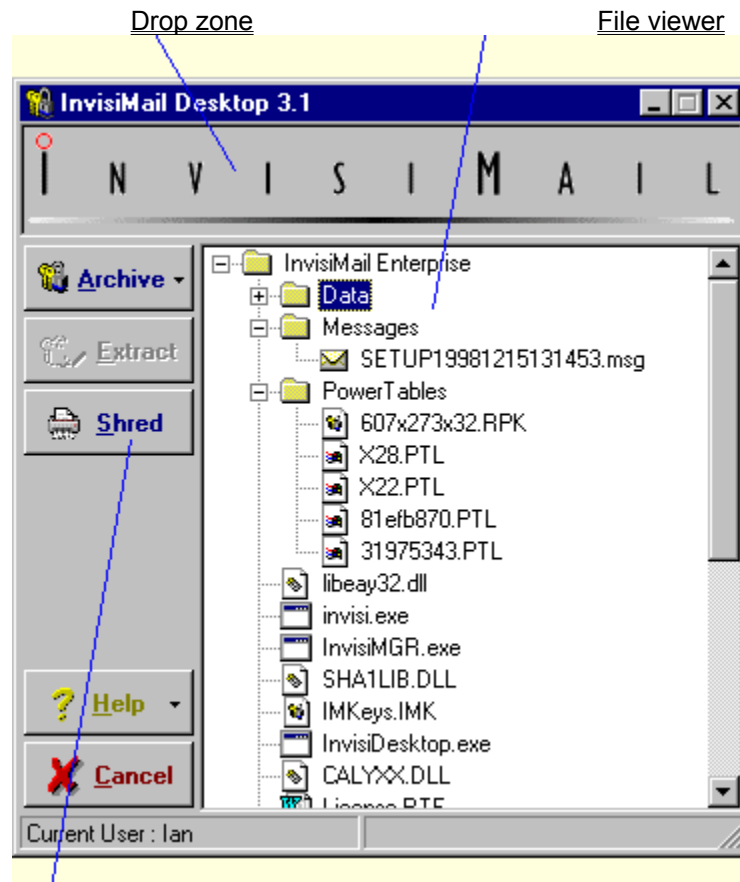 Drop zone File viewer
InvisiMail Desktop 3.1
INVISIMAIL
Archive
Extract
Shred
Help
Cancel
InvisiMail Enterprise
Data
Messages
SETUP19981215131453.msg
PowerTables
607x273x32.RPK
X28.PTL
X22.PTL
81efb870.PTL
31975343.PTL
libeay32.dll
invisi.exe
InvisiMGR.exe
SHA1LIB.DLL
IMKeys.IMK
InvisiDesktop.exe
CALYXX.DLL
License.RTF
Current User : Ian